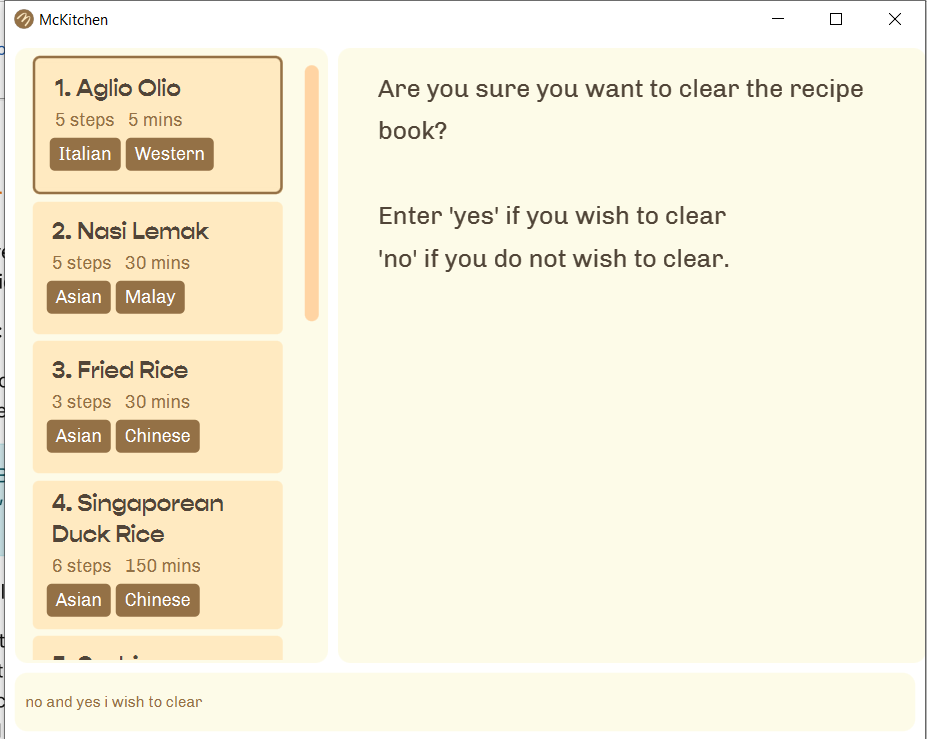 McKitchen
1. Aglio Olio
5 steps 5 mins
Italian Western
2. Nasi Lemak
5 steps 30 mins
Asian Malay
3. Fried Rice
3 steps 30 mins
Asian Chinese
4. Singaporean
Duck Rice
6 steps 150 mins
Asian Chinese
Are you sure you want to clear the recipe
book?
Enter 'yes' if you wish to clear
'no' if you do not wish to clear.
no and yes i wish to clear